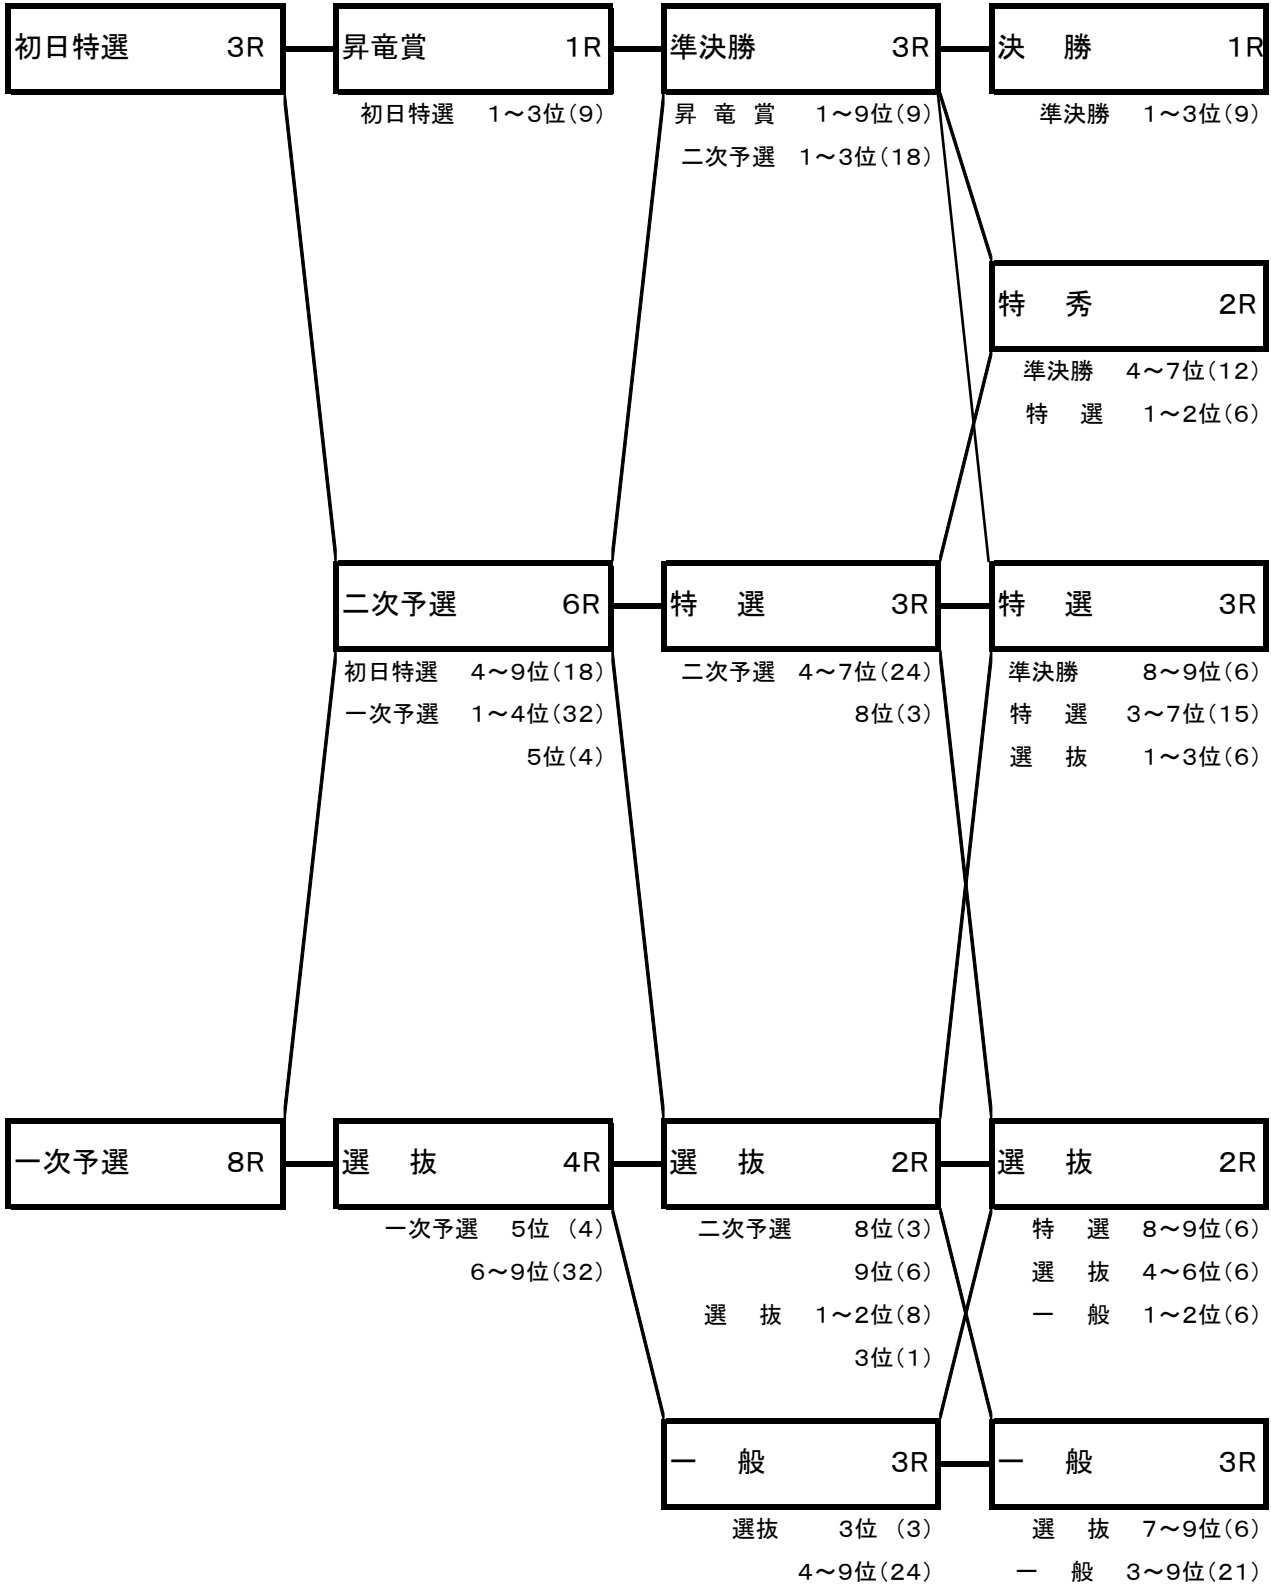 初日特選 3R 昇竜賞 1R 準決勝 3R 決 勝 1R
初日特選 1～3位(9) 昇 竜 賞 1～9位(9) 準決勝 1～3位(9)
二次予選 1～3位(18)
特 秀 2R
準決勝 4～7位(12)
特 選 1～2位(6)
二次予選 6R 特 選 3R 特 選 3R
初日特選 4～9位(18) 二次予選 4～7位(24) 準決勝 8～9位(6)
一次予選 1～4位(32) 8位(3) 特 選 3～7位(15)
5位(4) 選 抜 1～3位(6)
一次予選 8R 選 抜 4R 選 抜 2R 選 抜 2R
一次予選 5位 (4) 二次予選 8位(3) 特 選 8～9位(6)
6～9位(32) 9位(6) 選 抜 4～6位(6)
選 抜 1～2位(8) 一 般 1～2位(6)
3位(1)
一 般 3R 一 般 3R
選抜 3位 (3) 選 抜 7～9位(6)
4～9位(24) 一 般 3～9位(21)